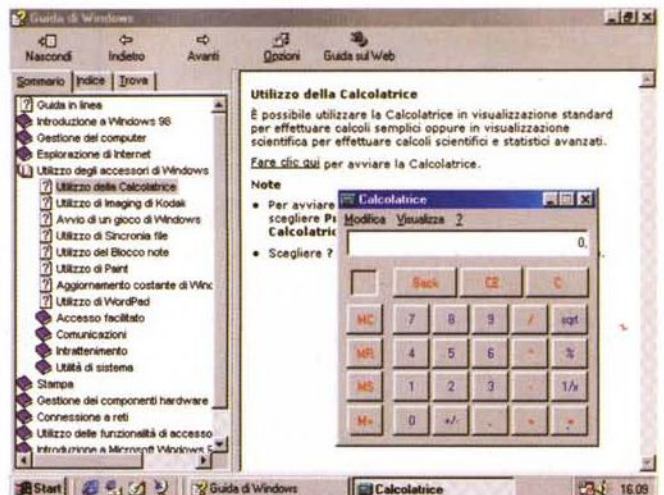 Guida di Windows
Nascondi Indietro Avanti Opzioni Guida sul Web
Sommario Indice Trova
Guida in linea
Introduzione a Windows 98
Gestione del computer
Esplorazione di Internet
Utilizzo degli accessori di Windows
Utilizzo della Calcolatrice
Utilizzo di Imaging di Kodak
Avvio di un gioco di Windows
Utilizzo di Sincronia file
Utilizzo del Blocco note
Utilizzo di Paint
Aggiornamento costante di Winc
Utilizzo di WordPad
Accesso facilitato
Comunicazioni
Intrattenimento
Utilità di sistema
Stampa
Gestione dei componenti hardware
Connessione a reti
Utilizzo delle funzionalità di accesso
Introduzione a Microsoft Windows
Utilizzo della Calcolatrice
È possibile utilizzare la Calcolatrice in visualizzazione standard
per effettuare calcoli semplici oppure in visualizzazione
scientifica per effettuare calcoli scientifici e statistici avanzati.
Fare clic qui per avviare la Calcolatrice.
Note
• Per avviare
scegliere
Calcolatric
• Scegliere ?
Calcolatrice
Modifica Visualizza ?
0,
Back CE C
MC 7 8 9 / sqrt
MR 4 5 6 * %
MS 1 2 3 - 1/x
M+ 0 +/- , + =
Start Guida di Windows Calcolatrice 16.09